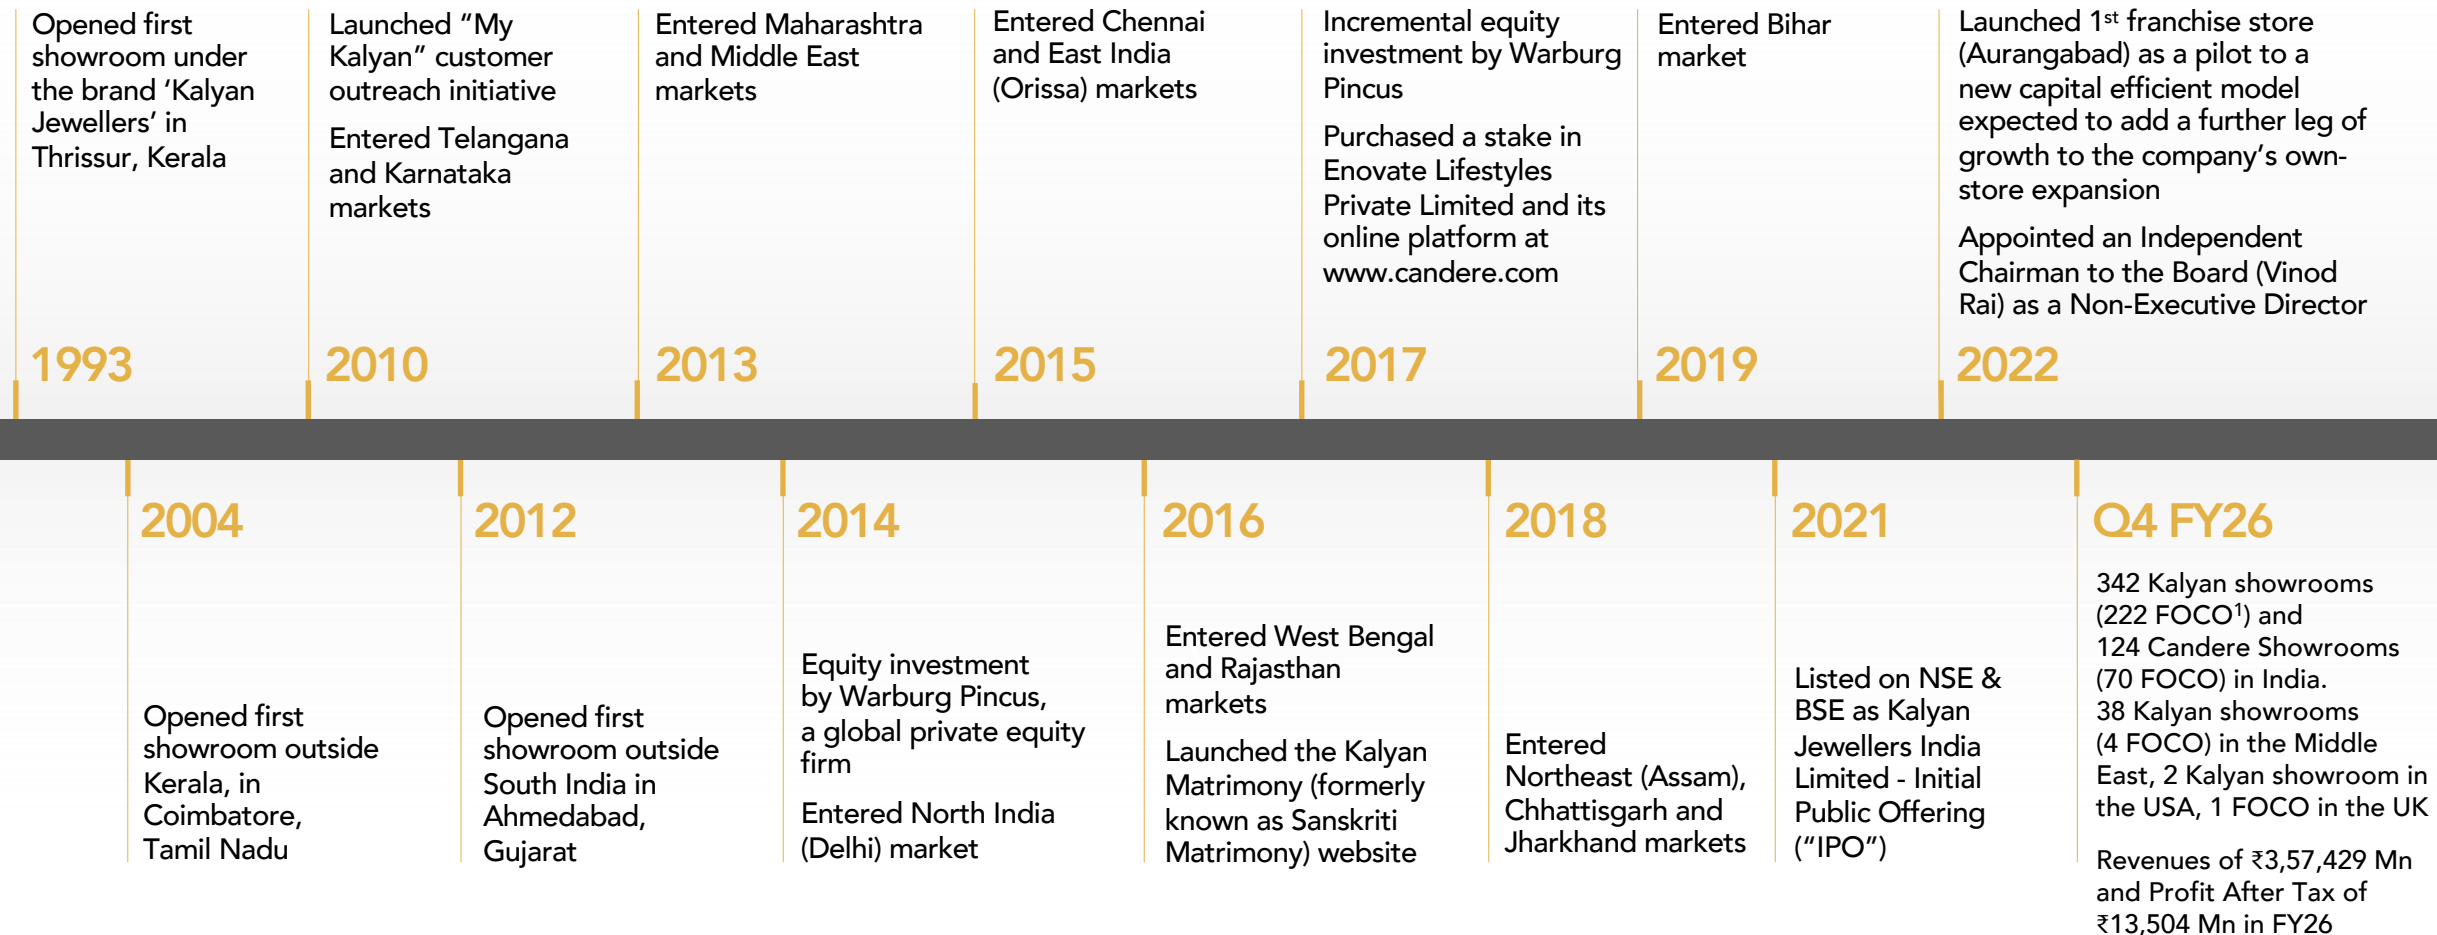 Opened first
showroom under
the brand ‘Kalyan
Jewellers’ in
Thrissur, Kerala
1993
Launched “My
Kalyan” customer
outreach initiative
Entered Telangana
and Karnataka
markets
2010
Entered Maharashtra
and Middle East
markets
2013
Entered Chennai
and East India
(Orissa) markets
2015
Incremental equity
investment by Warburg
Pincus
Purchased a stake in
Enovate Lifestyles
Private Limited and its
online platform at
www.candere.com
2017
Entered Bihar
market
2019
Launched 1st franchise store
(Aurangabad) as a pilot to a
new capital efficient model
expected to add a further leg of
growth to the company’s own-
store expansion
Appointed an Independent
Chairman to the Board (Vinod
Rai) as a Non-Executive Director
2022
2004
Opened first
showroom outside
Kerala, in
Coimbatore,
Tamil Nadu
2012
Opened first
showroom outside
South India in
Ahmedabad,
Gujarat
2014
Equity investment
by Warburg Pincus,
a global private equity
firm
Entered North India
(Delhi) market
2016
Entered West Bengal
and Rajasthan
markets
Launched the Kalyan
Matrimony (formerly
known as Sanskriti
Matrimony) website
2018
Entered
Northeast (Assam),
Chhattisgarh and
Jharkhand markets
2021
Listed on NSE &
BSE as Kalyan
Jewellers India
Limited - Initial
Public Offering
(“IPO”)
Q4 FY26
342 Kalyan showrooms
(222 FOCO¹) and
124 Candere Showrooms
(70 FOCO) in India.
38 Kalyan showrooms
(4 FOCO) in the Middle
East, 2 Kalyan showroom in
the USA, 1 FOCO in the UK
Revenues of ₹3,57,429 Mn
and Profit After Tax of
₹13,504 Mn in FY26